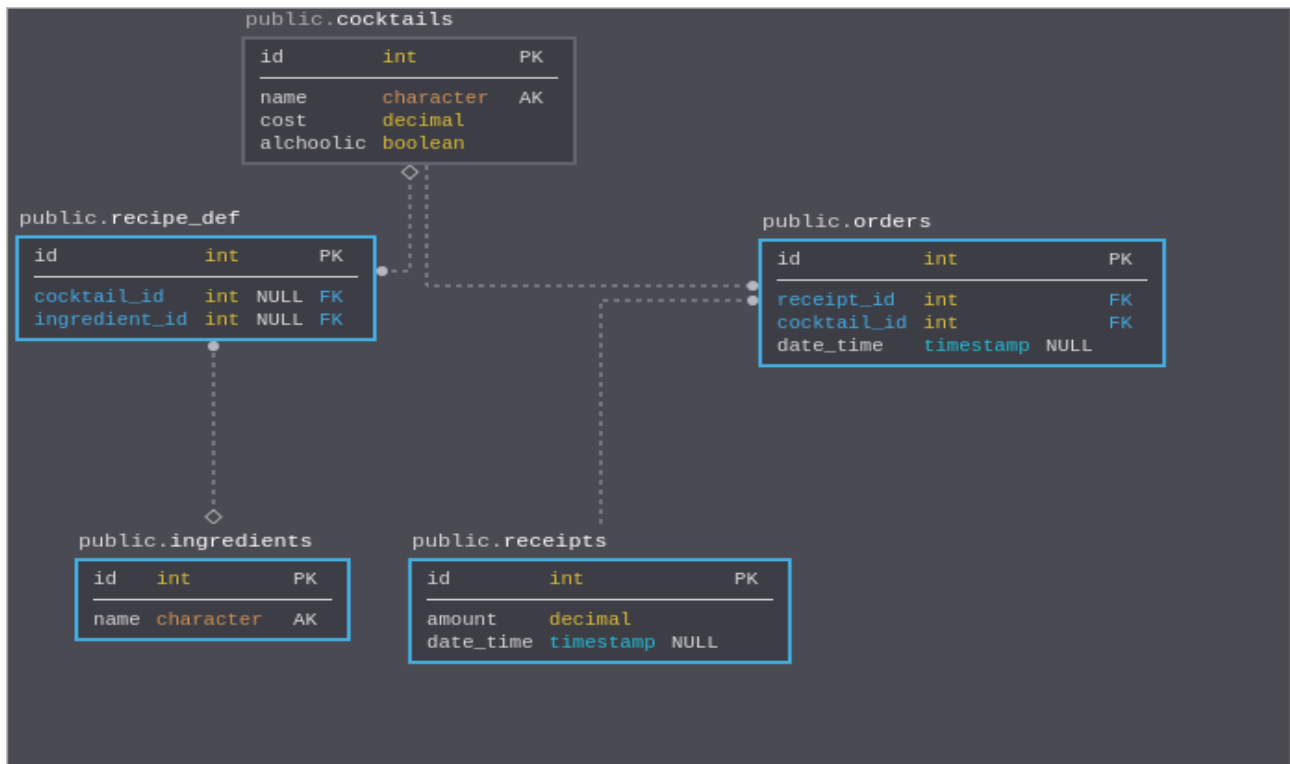 public.cocktails
id int PK
name character AK
cost decimal
alchoolic boolean
public.recipe_def
id int PK
cocktail_id int NULL FK
ingredient_id int NULL FK
public.orders
id int PK
receipt_id int FK
cocktail_id int FK
date_time timestamp NULL
public.ingredients
id int PK
name character AK
public.receipts
id int PK
amount decimal
date_time timestamp NULL